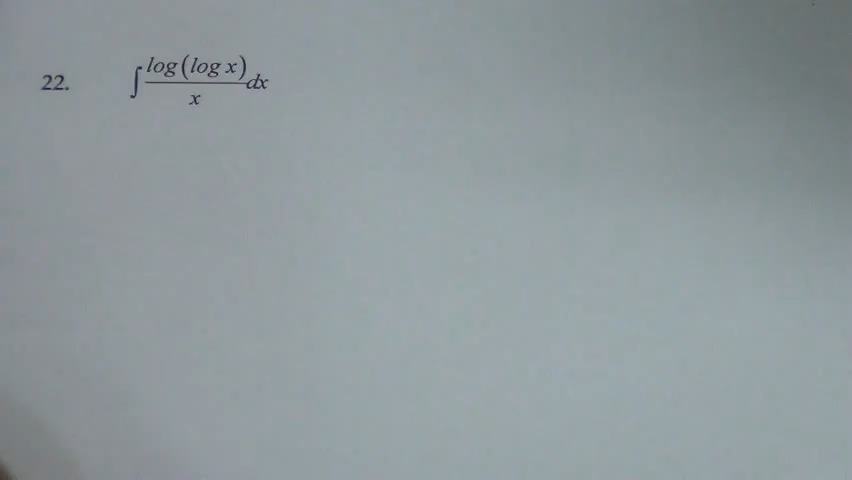 22. ∫ log(log x)/x dx